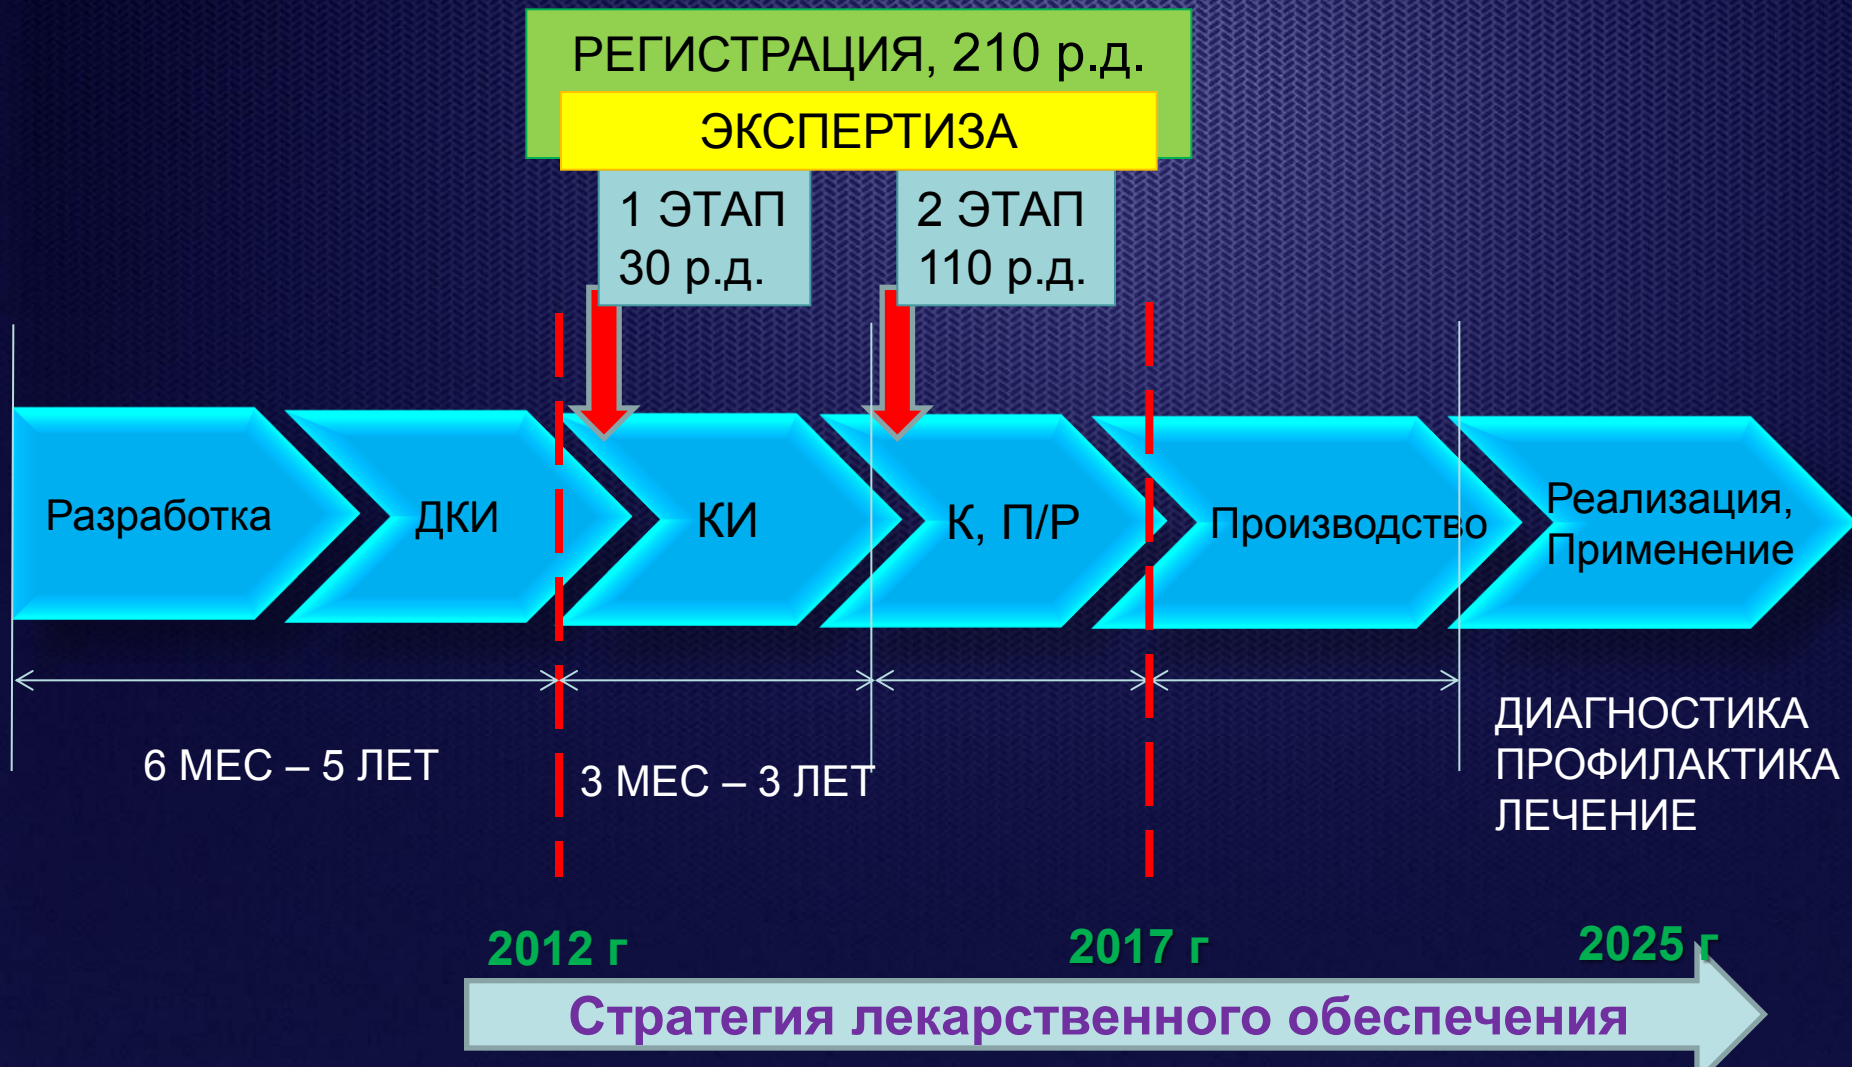 РЕГИСТРАЦИЯ, 210 р.д.
ЭКСПЕРТИЗА
1 ЭТАП
30 р.д.
2 ЭТАП
110 р.д.
Разработка
ДКИ
КИ
К, П/Р
Производство
Реализация,
Применение
6 МЕС – 5 ЛЕТ
3 МЕС – 3 ЛЕТ
ДИАГНОСТИКА
ПРОФИЛАКТИКА
ЛЕЧЕНИЕ
2012 г
2017 г
2025 г
Стратегия лекарственного обеспечения